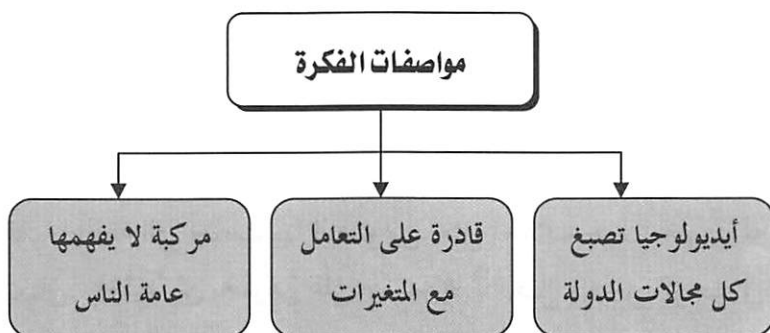 مواصفات الفكرة
أيديولوجيا تصبغ
كل مجالات الدولة
قادرة على التعامل
مع المتغيرات
مركبة لا يفهمها
عامة الناس